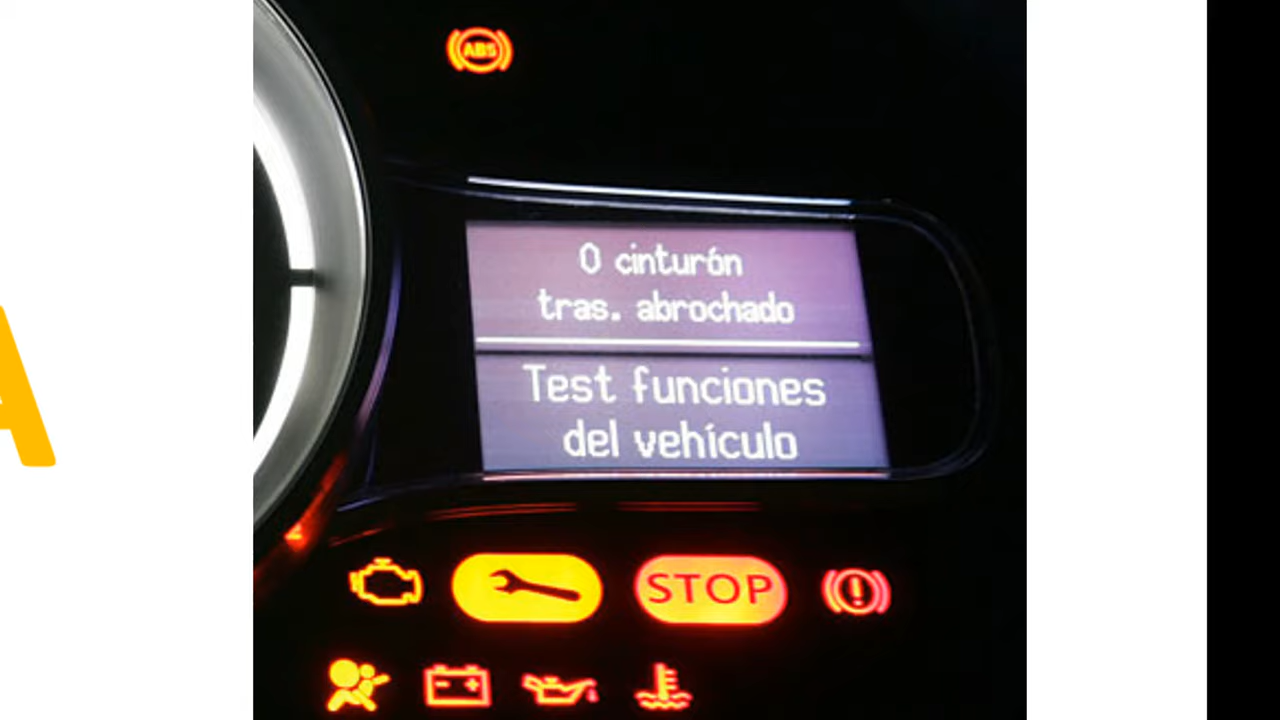 A
ABS
0 cinturón
tras. abrochado
Test funciones
del vehículo
STOP